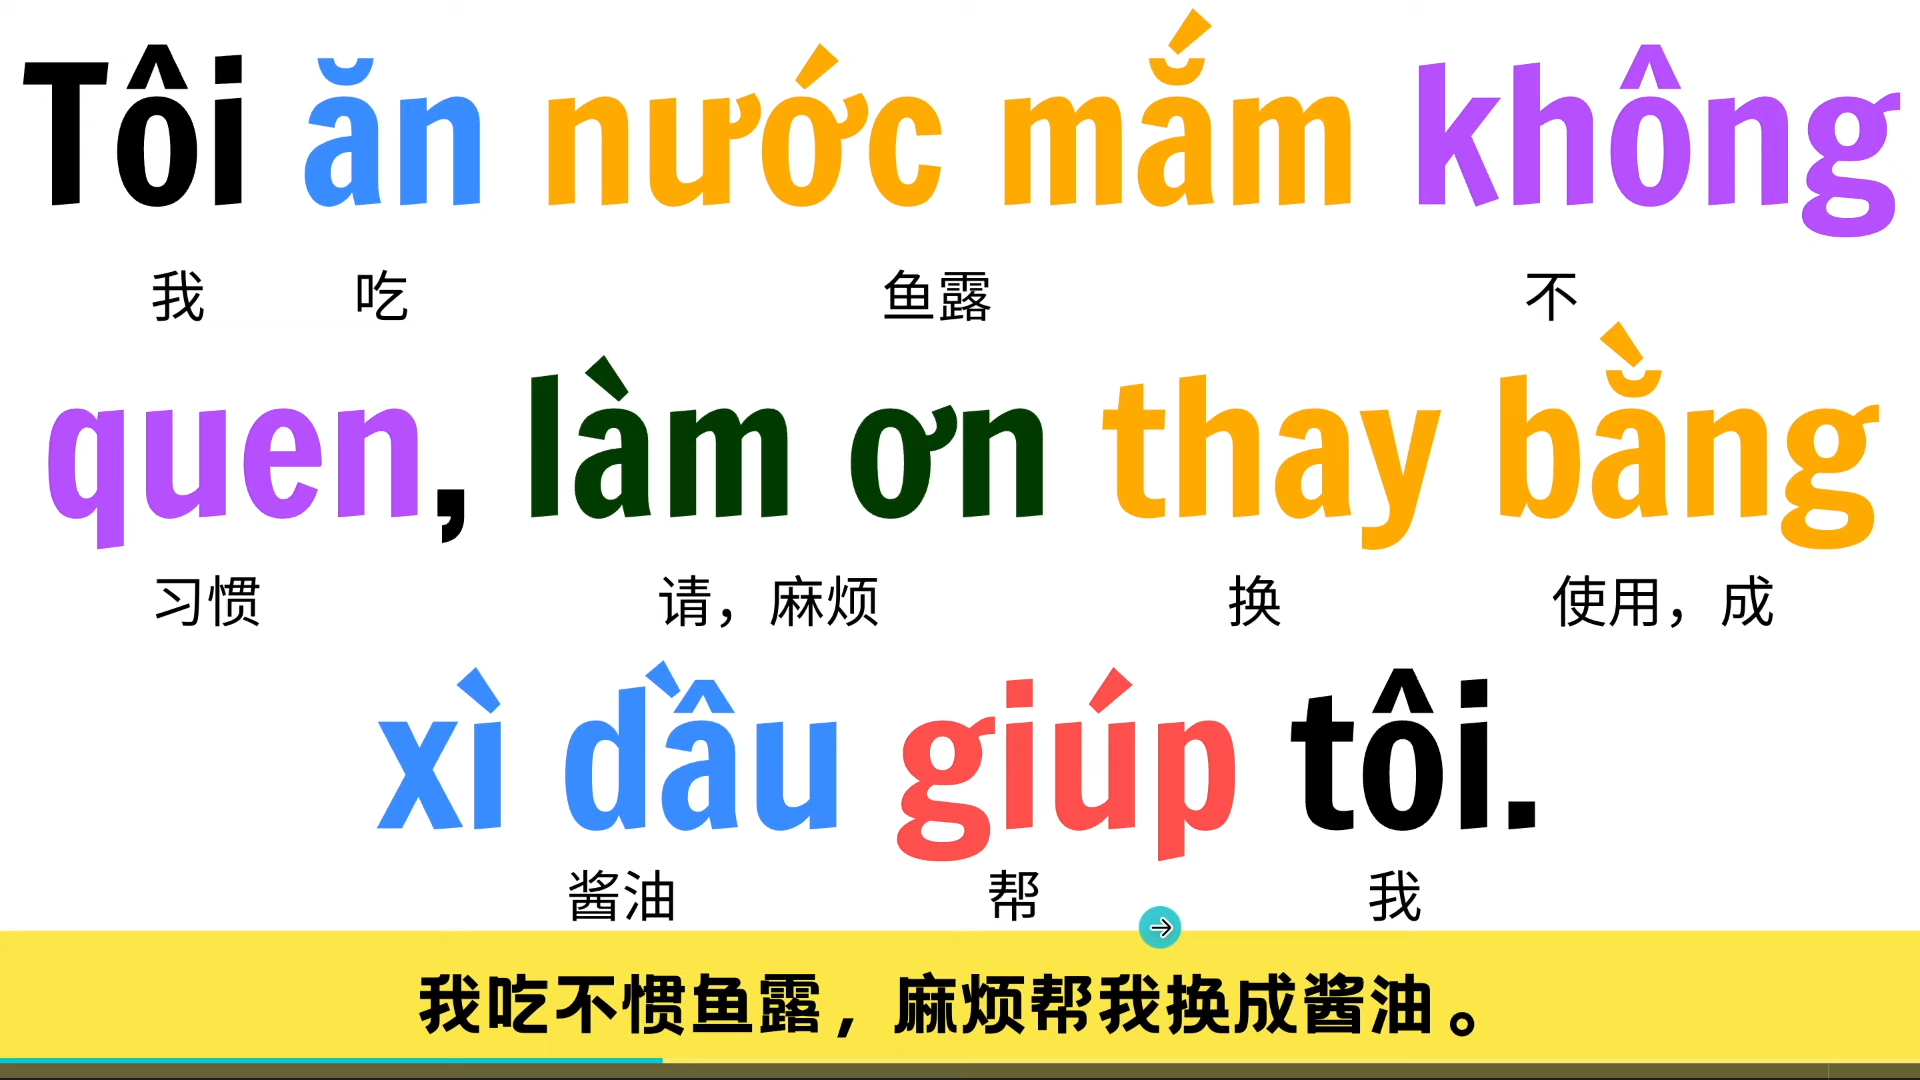 Tôi ăn nước mắm không
我 吃 鱼露 不
quen, làm ơn thay bằng
习惯 请，麻烦 换 使用，成
xì dầu giúp tôi.
酱油 帮 我
我吃不惯鱼露，麻烦帮我换成酱油。